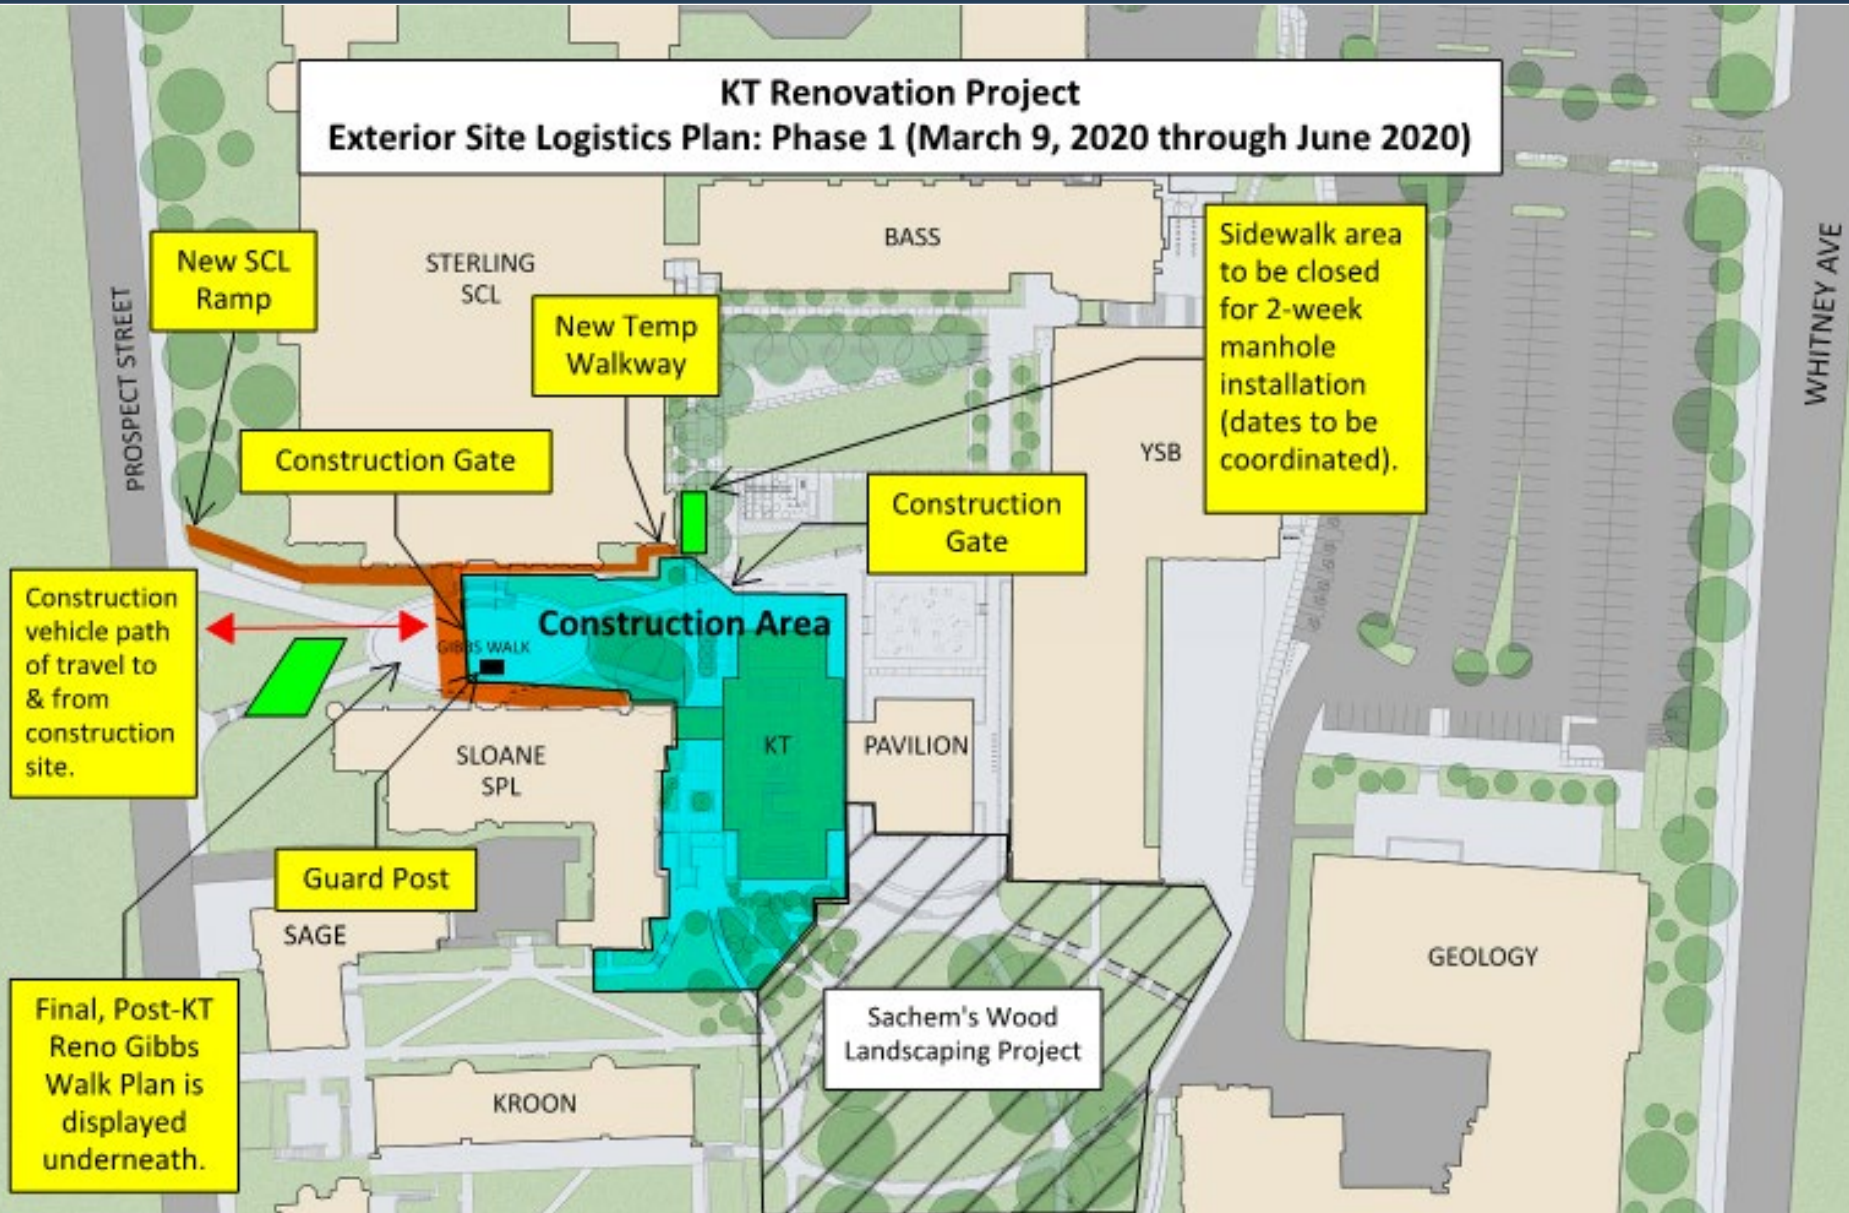 KT Renovation Project
Exterior Site Logistics Plan: Phase 1 (March 9, 2020 through June 2020)
BASS
Sidewalk area
to be closed
for 2-week
manhole
installation
(dates to be
coordinated).
New SCL
Ramp
STERLING
SCL
New Temp
Walkway
PROSPECT STREET
WHITNEY AVE
Construction Gate
YSB
Construction
Gate
Construction
vehicle path
of travel to
& from
construction
site.
Construction Area
GIBBS WALK
SLOANE
SPL
KT
PAVILION
Guard Post
SAGE
GEOLOGY
Final, Post-KT
Reno Gibbs
Walk Plan is
displayed
underneath.
Sachem's Wood
Landscaping Project
KROON